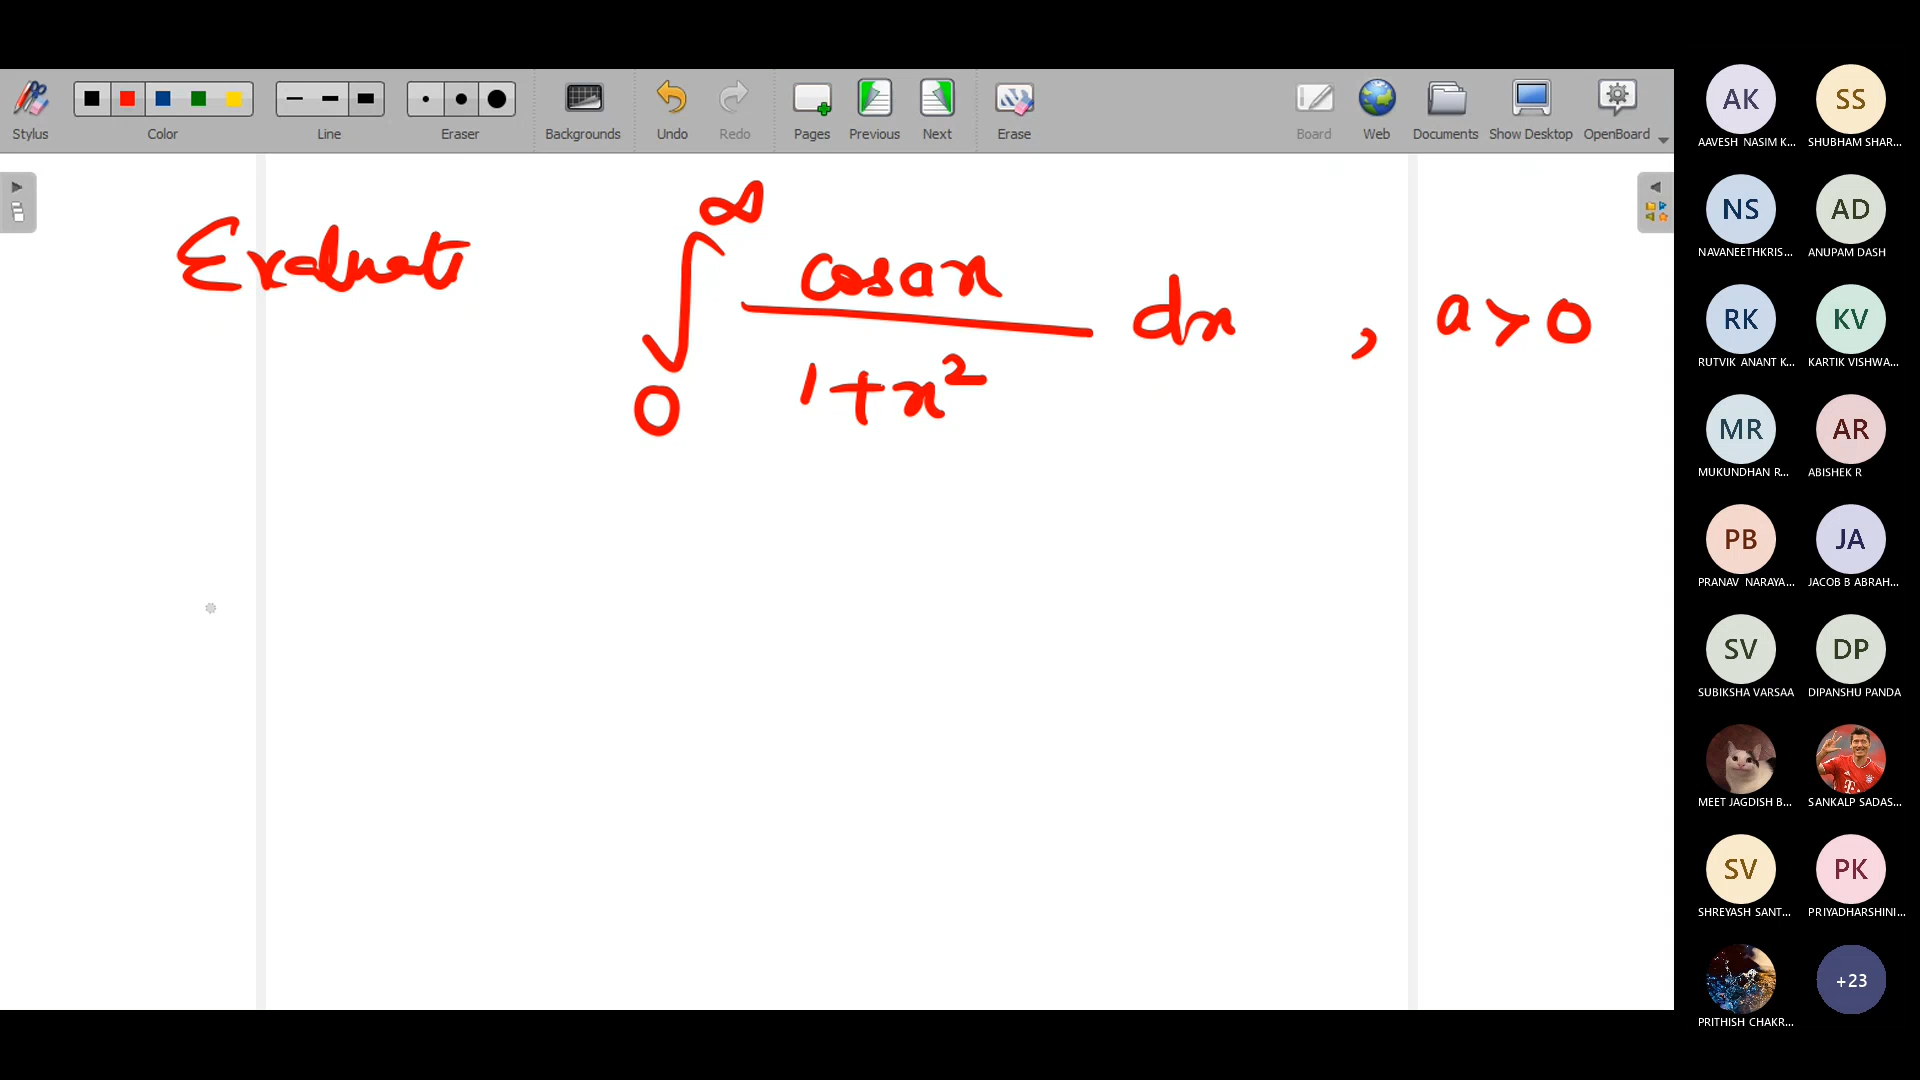 Stylus
Color
Line
Eraser
Backgrounds
Undo
Redo
Pages
Previous
Next
Erase
Board
Web
Documents
Show Desktop
OpenBoard
Evaluate ∫₀^∞ cosax / 1+x² dx , a>0
AK SS
AAVESH NASIM K... SHUBHAM SHAR...
NS AD
NAVANEETHKRIS... ANUPAM DASH
RK KV
RUTVIK ANANT K... KARTIK VISHWA...
MR AR
MUKUNDHAN R... ABISHEK R
PB JA
PRANAV NARAYA... JACOB B ABRAH...
SV DP
SUBIKSHA VARSAA DIPANSHU PANDA
MEET JAGDISH B... SANKALP SADAS...
SV PK
SHREYASH SANT... PRIYADHARSHINI...
+23
PRITHISH CHAKR...